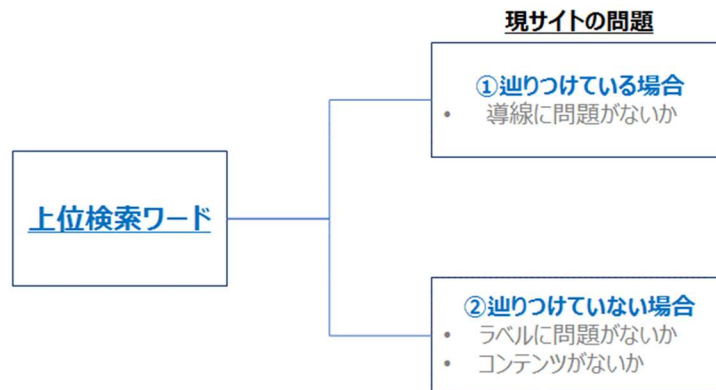 現サイトの問題
①辿りつけている場合
• 導線に問題がないか
上位検索ワード
②辿りつけていない場合
• ラベルに問題がないか
• コンテンツがないか